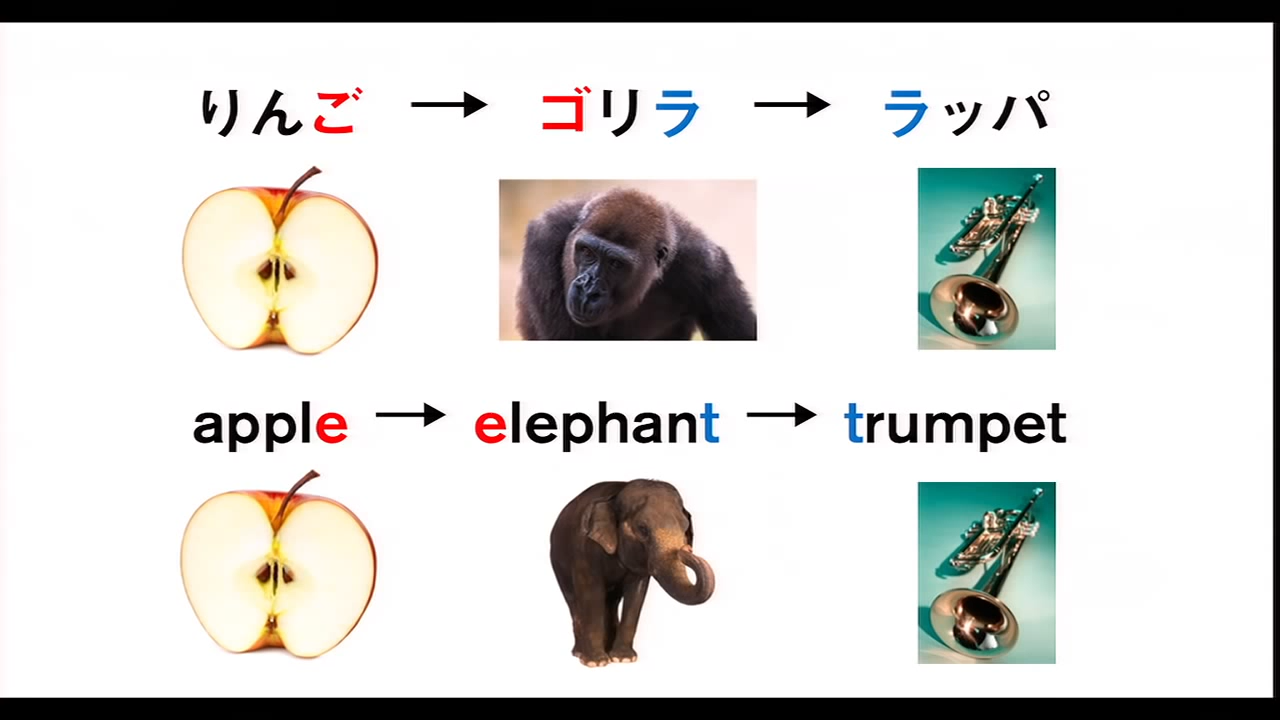 りんご → ゴリラ → ラッパ
apple → elephant → trumpet